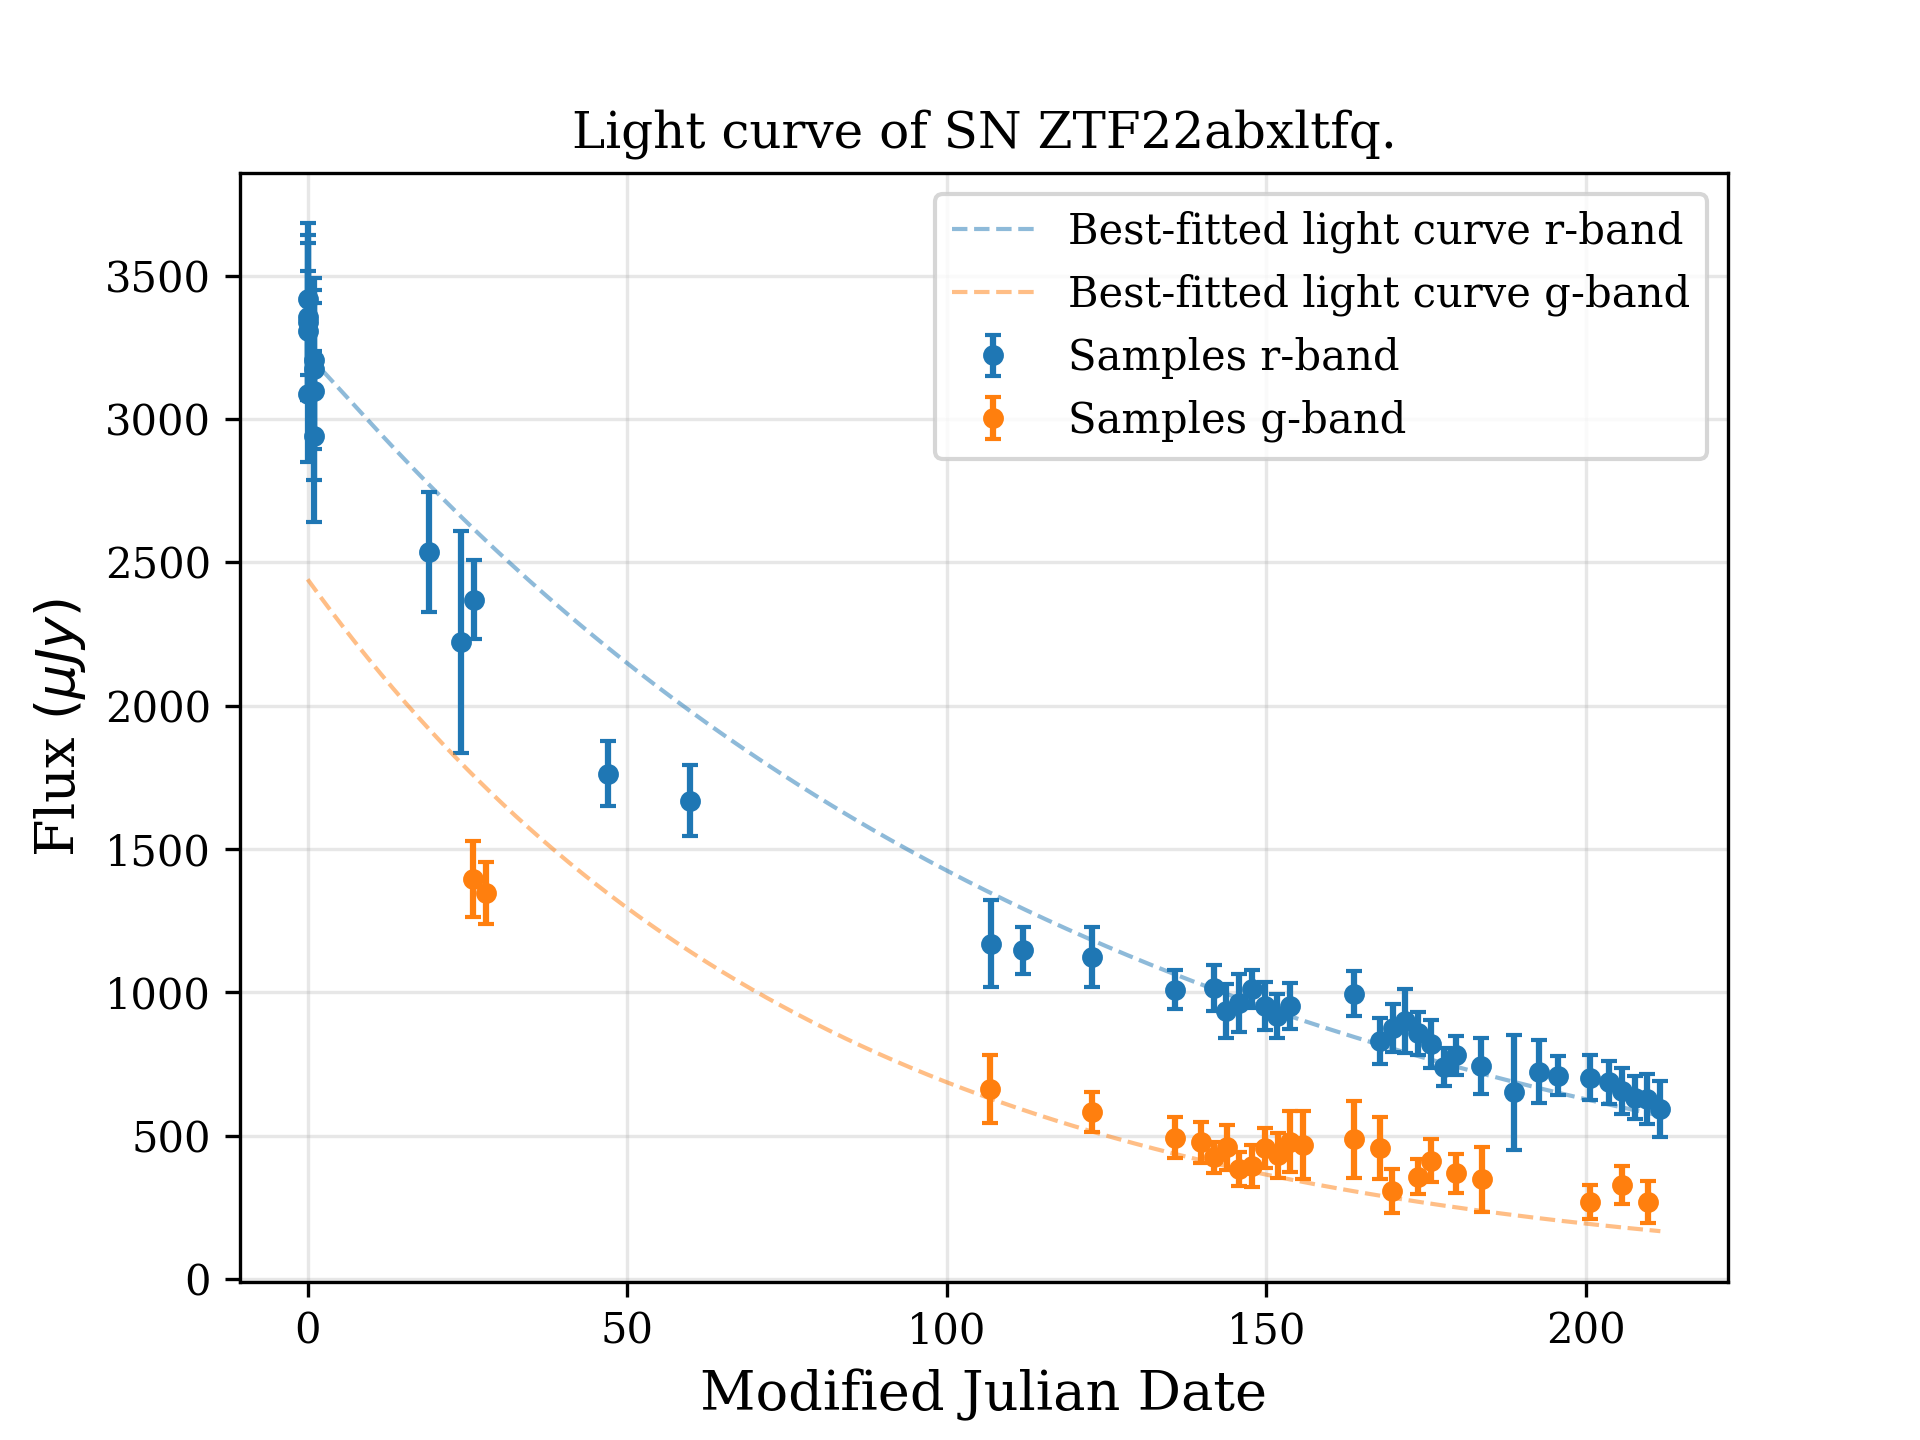 Light curve of SN ZTF22abxltfq.
Best-fitted light curve r-band
Best-fitted light curve g-band
Samples r-band
Samples g-band
Flux (μJy)
3500
3000
2500
2000
1500
1000
500
0
0 50 100 150 200
Modified Julian Date